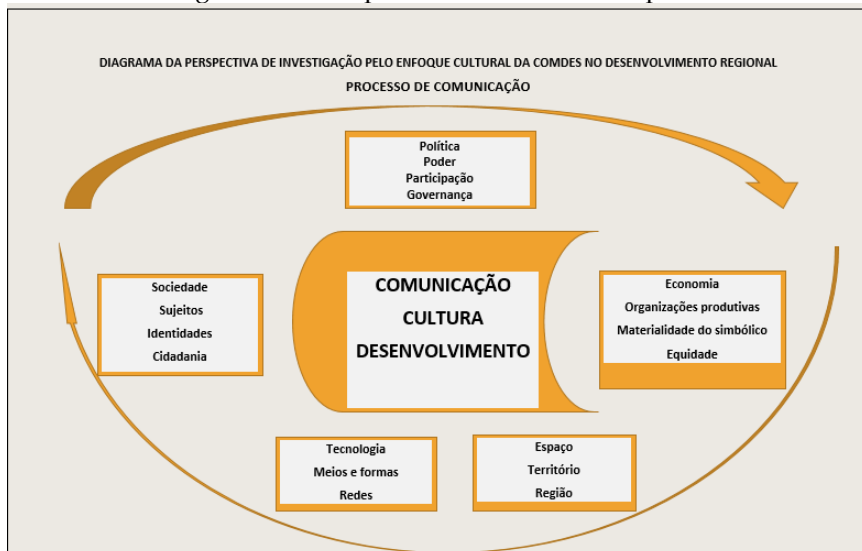 DIAGRAMA DA PERSPECTIVA DE INVESTIGAÇÃO PELO ENFOQUE CULTURAL DA COMDES NO DESENVOLVIMENTO REGIONAL
PROCESSO DE COMUNICAÇÃO
Política
Poder
Participação
Governança
Sociedade
Sujeitos
Identidades
Cidadania
COMUNICAÇÃO
CULTURA
DESENVOLVIMENTO
Economia
Organizações produtivas
Materialidade do simbólico
Equidade
Tecnologia
Meios e formas
Redes
Espaço
Território
Região